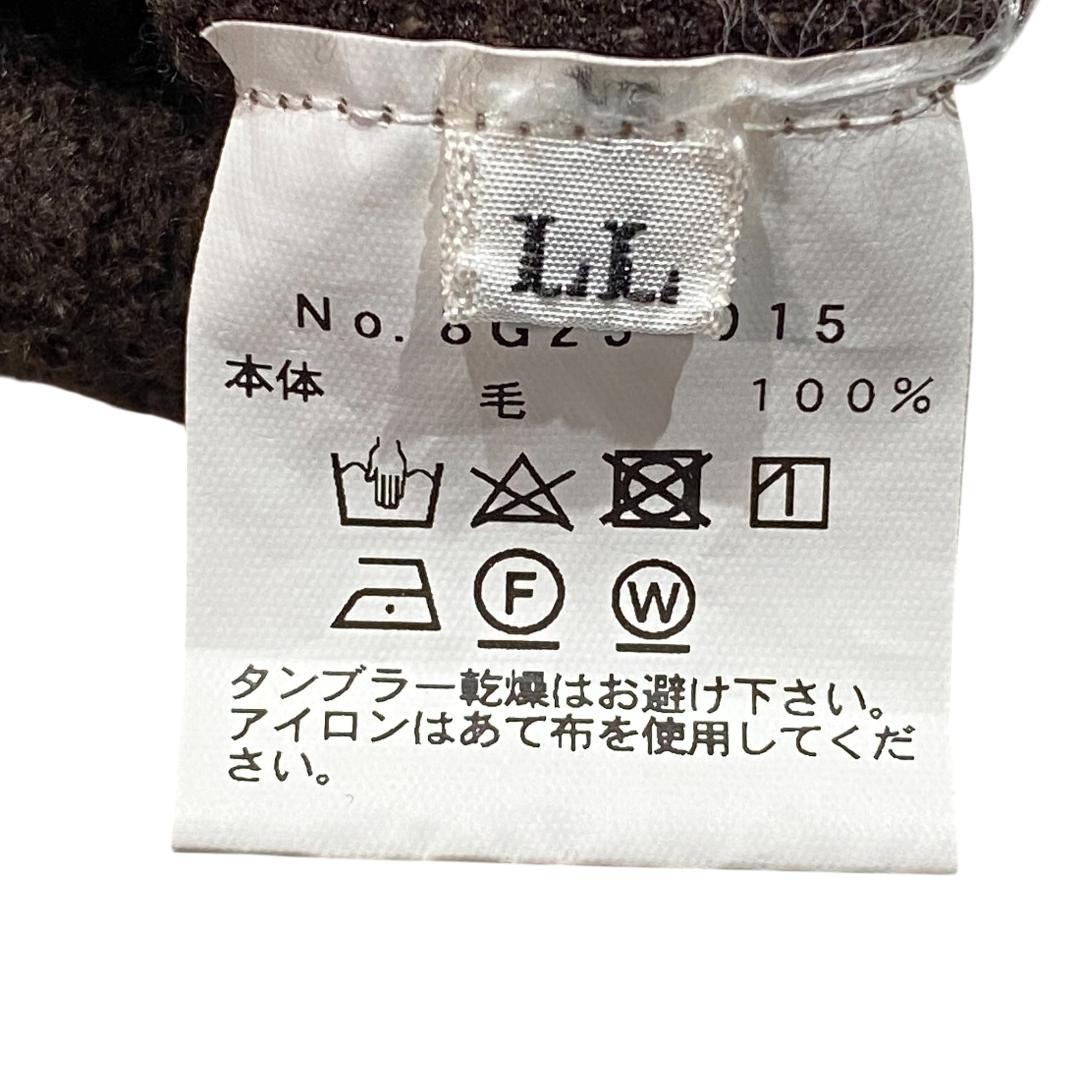 LL
No. 015
本体 毛 100%
F W
タンブラー乾燥はお避け下さい。
アイロンはあて布を使用してくだ
さい。